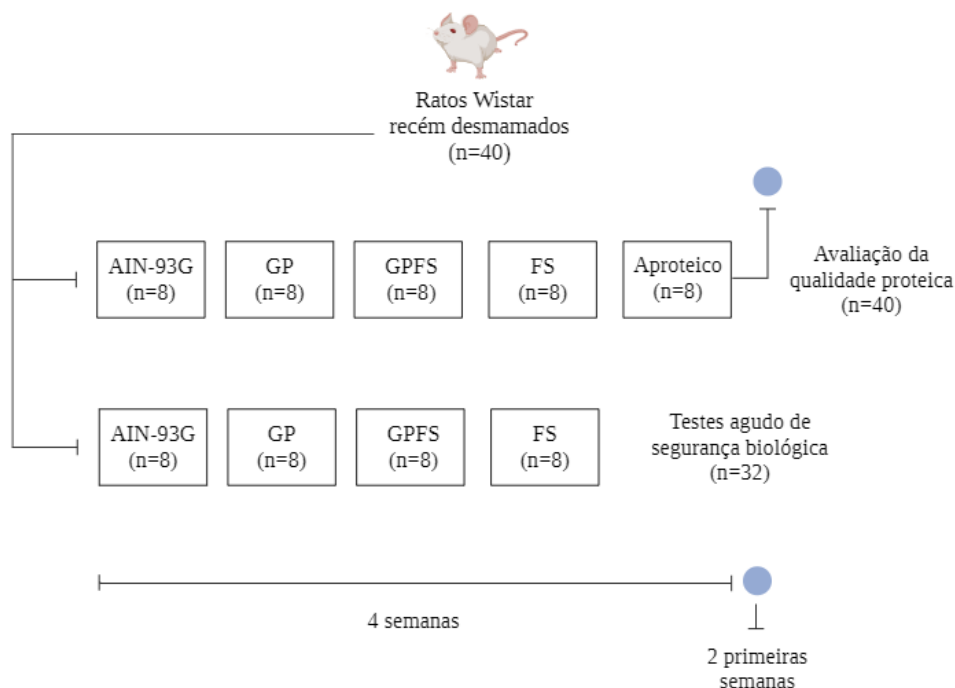 Ratos Wistar
recém desmamados
(n=40)
AIN-93G
(n=8)
GP
(n=8)
GPFS
(n=8)
FS
(n=8)
Aproteico
(n=8)
Avaliação da
qualidade proteica
(n=40)
AIN-93G
(n=8)
GP
(n=8)
GPFS
(n=8)
FS
(n=8)
Testes agudo de
segurança biológica
(n=32)
4 semanas
2 primeiras
semanas